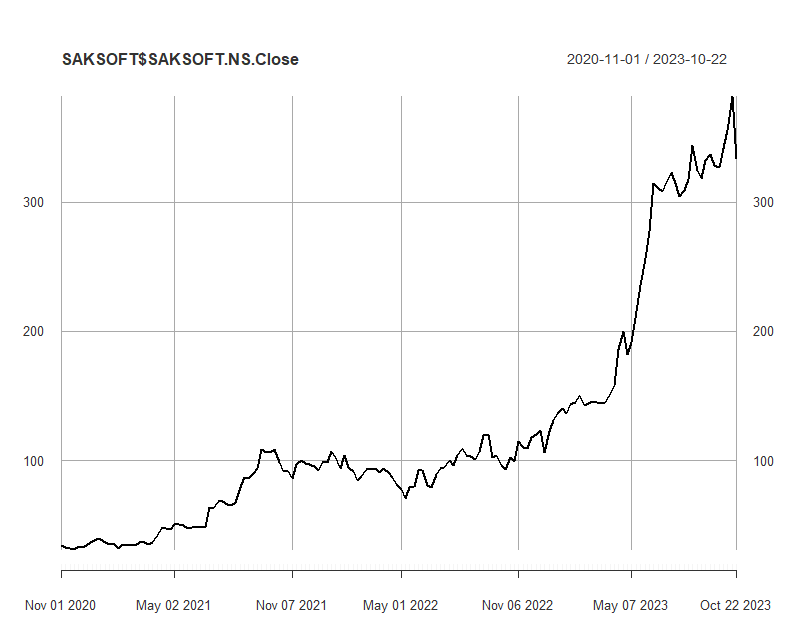 SAKSOFT$SAKSOFT.NS.Close 2020-11-01 / 2023-10-22
300 300
200 200
100 100
Nov 01 2020 May 02 2021 Nov 07 2021 May 01 2022 Nov 06 2022 May 07 2023 Oct 22 2023